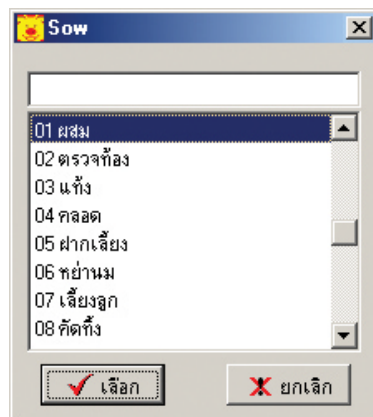 Sow
01 ผสม
02 ตรวจท้อง
03 แท้ง
04 คลอด
05 ฝากเลี้ยง
06 หย่านม
07 เลี้ยงลูก
08 คัดทิ้ง
เลือก
ยกเลิก